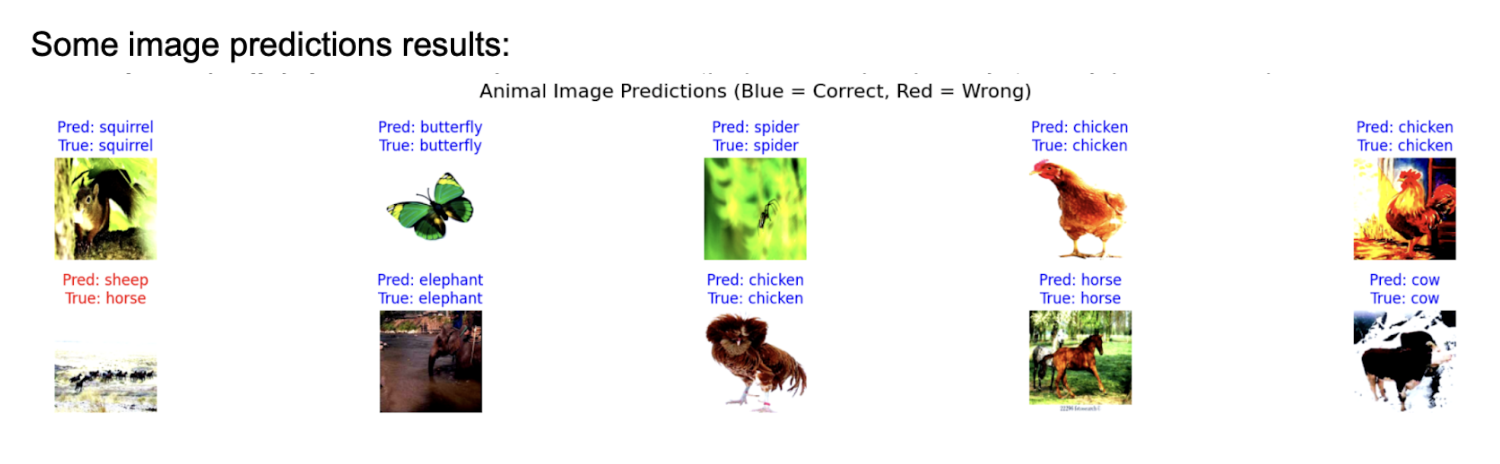 Some image predictions results:
Animal Image Predictions (Blue = Correct, Red = Wrong)
Pred: squirrel
True: squirrel
Pred: butterfly
True: butterfly
Pred: spider
True: spider
Pred: chicken
True: chicken
Pred: chicken
True: chicken
Pred: sheep
True: horse
Pred: elephant
True: elephant
Pred: chicken
True: chicken
Pred: horse
True: horse
Pred: cow
True: cow